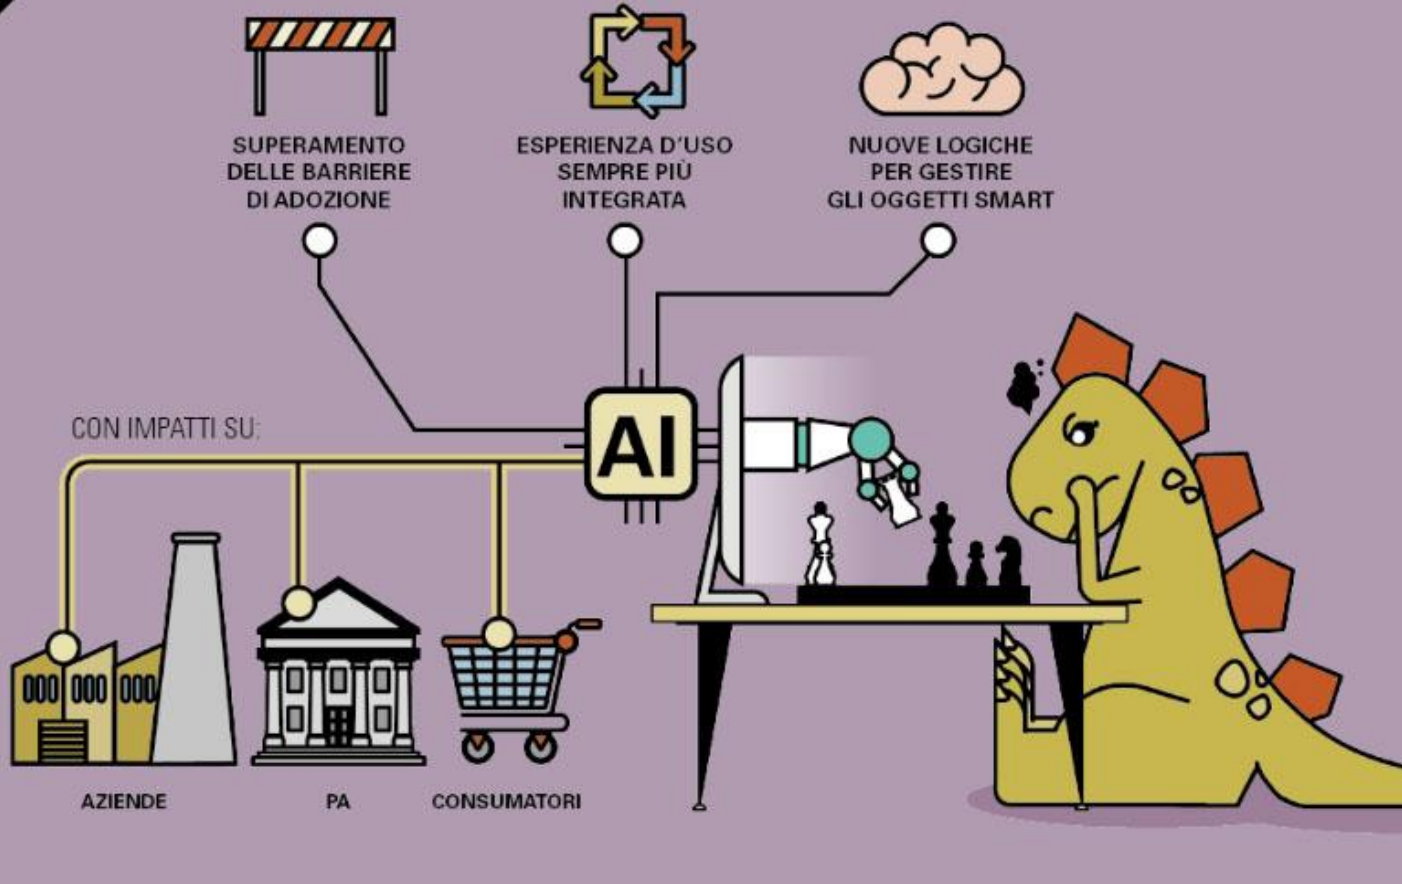 SUPERAMENTO
DELLE BARRIERE
DI ADOZIONE
ESPERIENZA D'USO
SEMPRE PIÙ
INTEGRATA
NUOVE LOGICHE
PER GESTIRE
GLI OGGETTI SMART
CON IMPATTI SU:
AI
AZIENDE
PA
CONSUMATORI